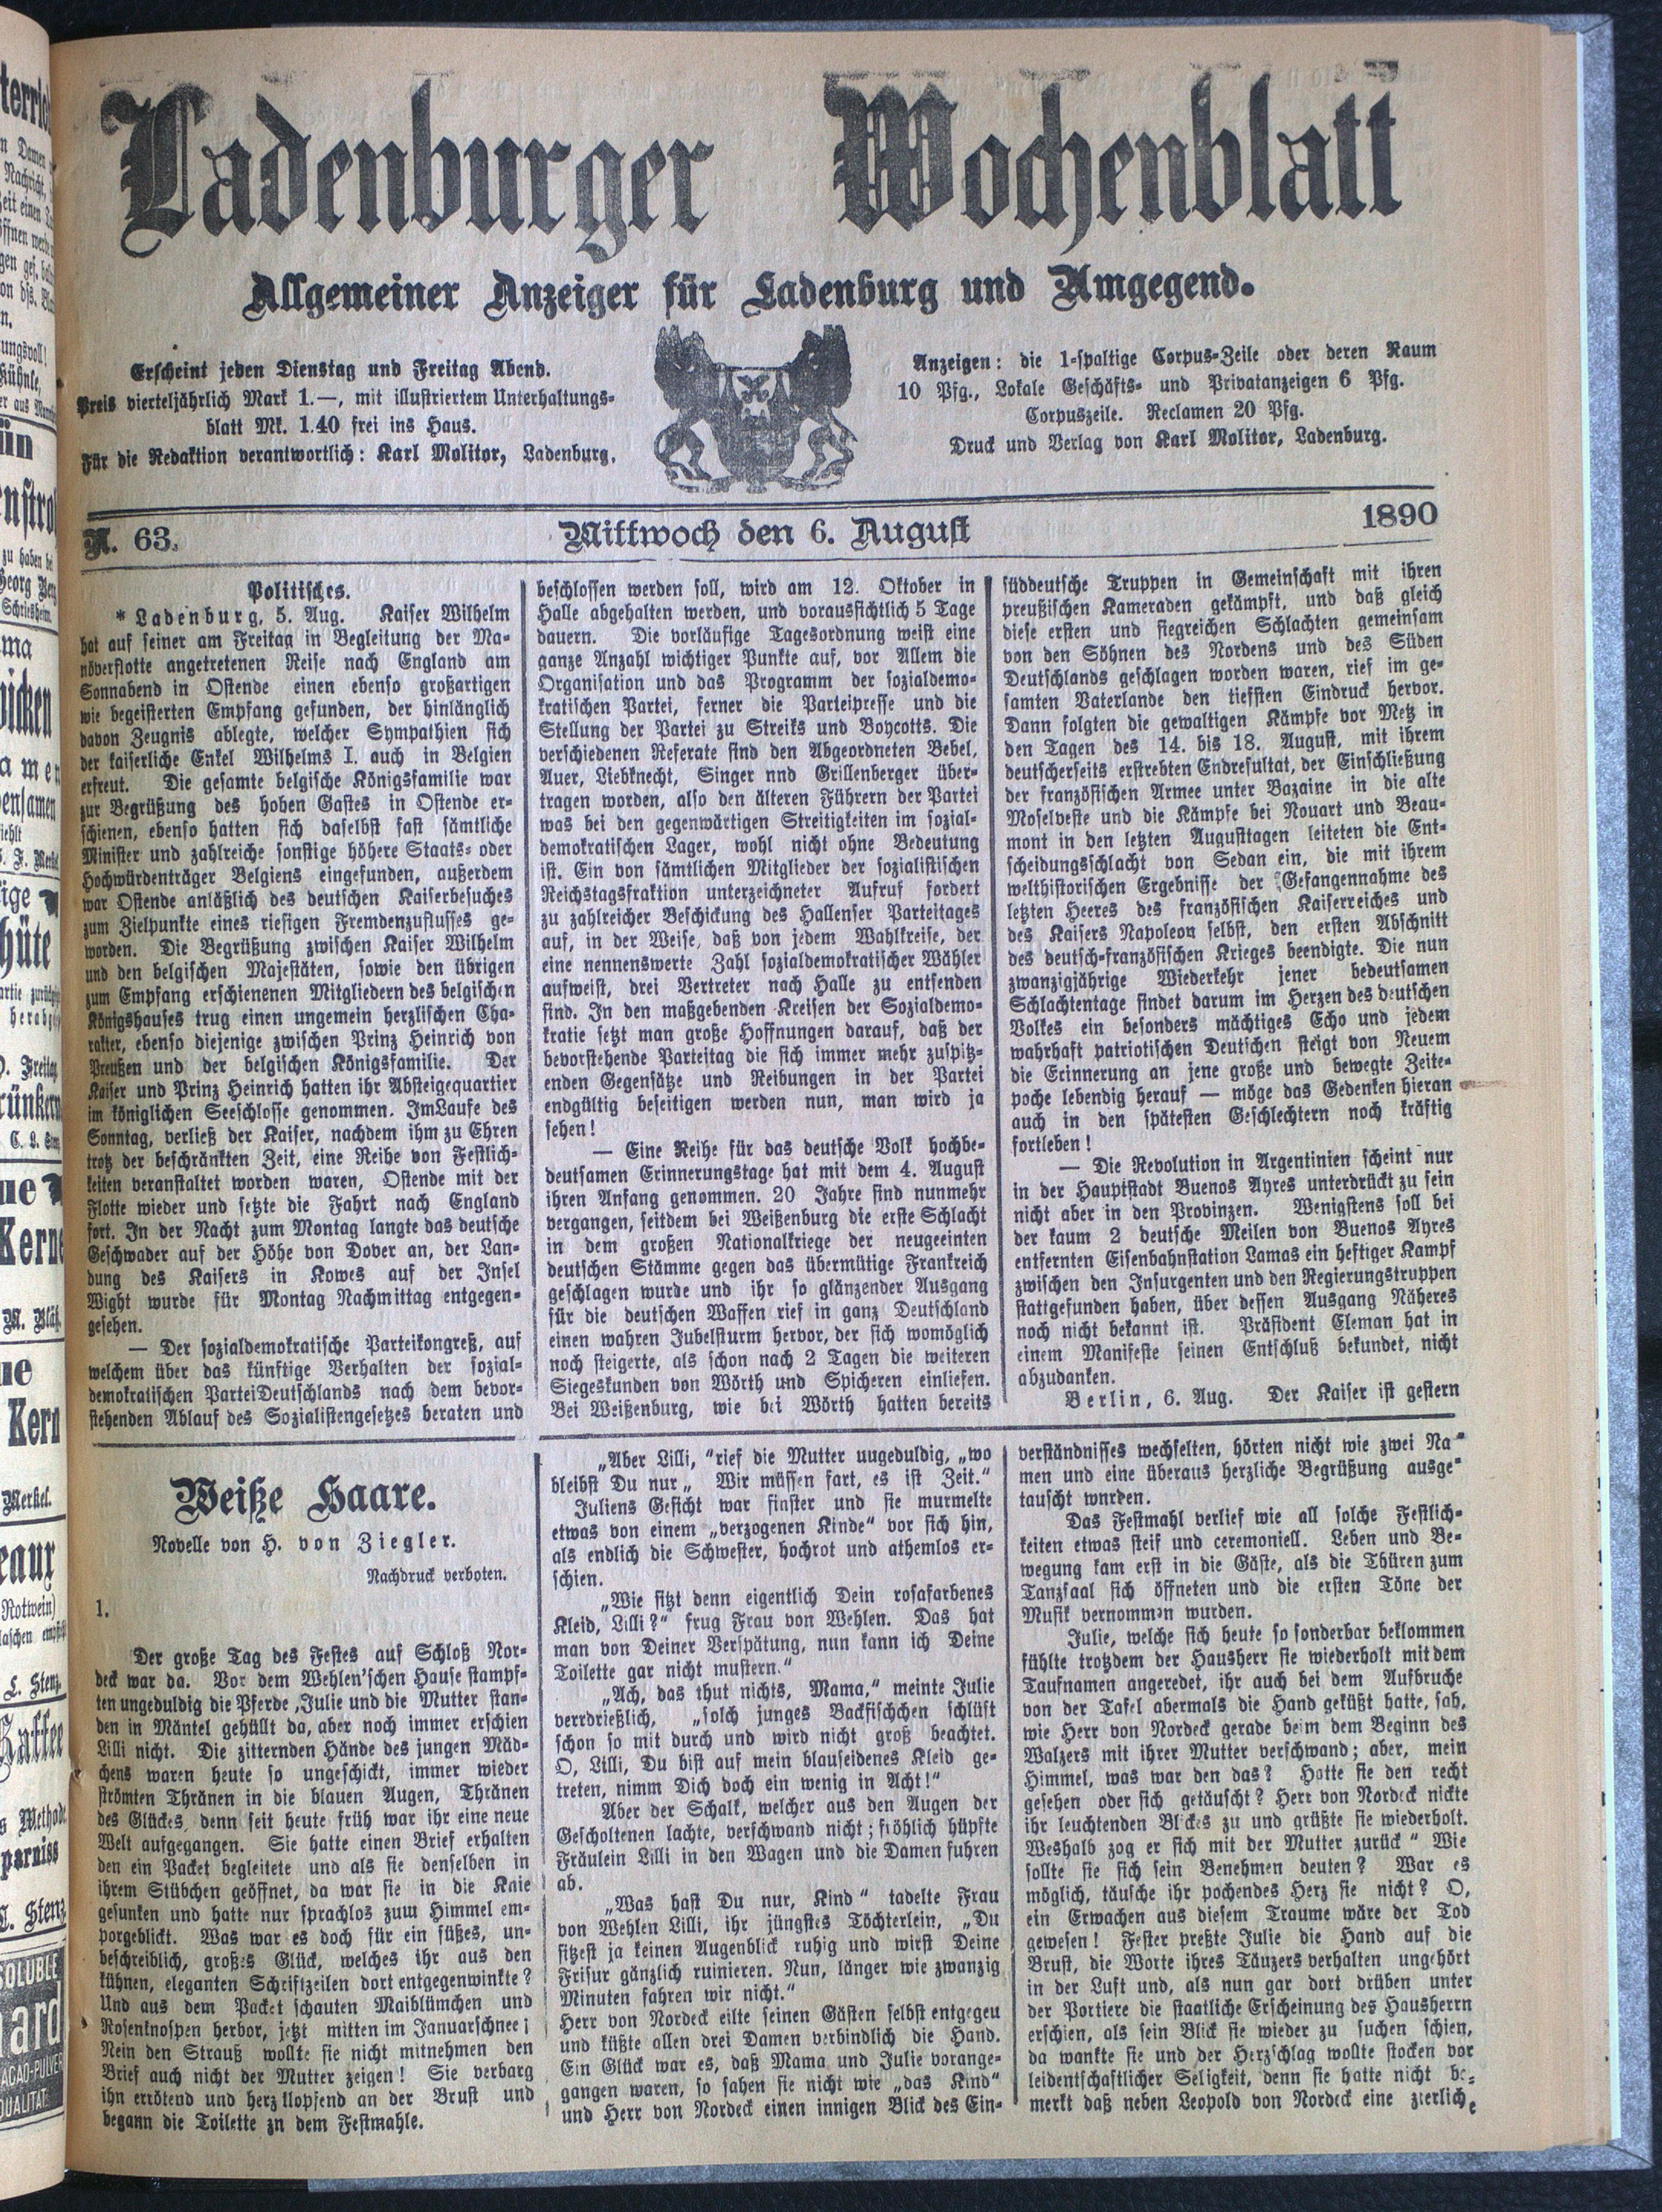 Ladenburger Wochenblatt
Allgemeiner Anzeiger für Ladenburg und Umgegend.
Erscheint jeden Dienstag und Freitag Abend.
Preis vierteljährlich Mark 1.—, mit illustriertem Unterhaltungs-
blatt Mk. 1.40 frei ins Haus.
Für die Redaktion verantwortlich: Karl Molitor, Ladenburg.
Anzeigen: die 1-spaltige Corpus-Zeile oder deren Raum
10 Pfg., Lokale Geschäfts- und Privatanzeigen 6 Pfg.
Corpuszeile. Reclamen 20 Pfg.
Druck und Verlag von Karl Molitor, Ladenburg.
N. 63.
Mittwoch den 6. August
1890
Politisches.
* Ladenburg, 5. Aug. Kaiser Wilhelm
hat auf seiner am Freitag in Begleitung der Ma-
növerflotte angetretenen Reise nach England am
Sonnabend in Ostende einen ebenso großartigen
wie begeisterten Empfang gefunden, der hinlänglich
davon Zeugnis ablegte, welcher Sympathien sich
der kaiserliche Enkel Wilhelms I. auch in Belgien
erfreut. Die gesamte belgische Königsfamilie war
zur Begrüßung des hohen Gastes in Ostende er-
schienen, ebenso hatten sich daselbst fast sämtliche
Minister und zahlreiche sonstige höhere Staats- oder
Hochwürdenträger Belgiens eingefunden, außerdem
war Ostende anläßlich des deutschen Kaiserbesuches
zum Zielpunkte eines riesigen Fremdenzuflusses ge-
worden. Die Begrüßung zwischen Kaiser Wilhelm
und den belgischen Majestäten, sowie den übrigen
zum Empfang erschienenen Mitgliedern des belgischen
Königshauses trug einen ungemein herzlischen Cha-
rakter, ebenso diejenige zwischen Prinz Heinrich von
Preußen und der belgischen Königsfamilie. Der
Kaiser und Prinz Heinrich hatten ihr Absteigequartier
im königlichen Seeschlosse genommen. ImLaufe des
Sonntag, verließ der Kaiser, nachdem ihm zu Ehren
trotz der beschränkten Zeit, eine Reihe von Festlich-
keiten veranstaltet worden waren, Ostende mit der
Flotte wieder und setzte die Fahrt nach England
fort. In der Nacht zum Montag langte das deutsche
Geschwader auf der Höhe von Dover an, der Lan-
dung des Kaisers in Kowes auf der Insel
Wight wurde für Montag Nachmittag entgegen-
gesehen.
— Der sozialdemokratische Parteikongreß, auf
welchem über das künftige Verhalten der sozial-
demokratischen ParteiDeutschlands nach dem bevor-
stehenden Ablauf des Sozialistengesetzes beraten und
beschlossen werden soll, wird am 12. Oktober in
Halle abgehalten werden, und voraussichtlich 5 Tage
dauern. Die vorläufige Tagesordnung weist eine
ganze Anzahl wichtiger Punkte auf, vor Allem die
Organisation und das Programm der sozialdemo-
kratischen Partei, ferner die Parteipresse und die
Stellung der Partei zu Streiks und Boycotts. Die
verschiedenen Referate sind den Abgeordneten Bebel,
Auer, Liebknecht, Singer nnd Grillenberger über-
tragen worden, also den älteren Führern der Partei
was bei den gegenwärtigen Streitigkeiten im sozial-
demokratischen Lager, wohl nicht ohne Bedeutung
ist. Ein von sämtlichen Mitglieder der sozialistischen
Reichstagsfraktion unterzeichneter Aufruf fordert
zu zahlreicher Beschickung des Hallenser Parteitages
auf, in der Weise, daß von jedem Wahlkreise, der
eine nennenswerte Zahl sozialdemokratischer Wähler
aufweist, drei Vertreter nach Halle zu entsenden
sind. In den maßgebenden Kreisen der Sozialdemo-
kratie setzt man große Hoffnungen darauf, daß der
bevorstehende Parteitag die sich immer mehr zuspitz-
enden Gegensätze und Reibungen in der Partei
endgültig beseitigen werden nun, man wird ja
sehen!
— Eine Reihe für das deutsche Volk hochbe-
deutsamen Erinnerungstage hat mit dem 4. August
ihren Anfang genommen. 20 Jahre sind nunmehr
vergangen, seitdem bei Weißenburg die erste Schlacht
in dem großen Nationalkriege der neugeeinten
deutschen Stämme gegen das übermütige Frankreich
geschlagen wurde und ihr so glänzender Ausgang
für die deutschen Waffen rief in ganz Deutschland
einen wahren Jubelsturm hervor, der sich womöglich
noch steigerte, als schon nach 2 Tagen die weiteren
Siegeskunden von Wörth und Spicheren einliefen.
Bei Weißenburg, wie bei Wörth hatten bereits
süddeutsche Truppen in Gemeinschaft mit ihren
preußischen Kameraden gekämpft, und daß gleich
diese ersten und siegreichen Schlachten gemeinsam
von den Söhnen des Nordens und des Süden
Deutschlands geschlagen worden waren, rief im ge-
samten Vaterlande den tiefsten Eindruck hervor.
Dann folgten die gewaltigen Kämpfe vor Metz in
den Tagen des 14. bis 18. August, mit ihrem
deutscherseits erstrebten Endresultat, der Einschließung
der französischen Armee unter Bazaine in die alte
Moselveste und die Kämpfe bei Nouart und Beau-
mont in den letzten Augusttagen leiteten die Ent-
scheidungsschlacht von Sedan ein, die mit ihrem
welthistorischen Ergebnisse der Gefangennahme des
letzten Heeres des französischen Kaiserreiches und
des Kaisers Napoleon selbst, den ersten Abschnitt
des deutsch-französischen Krieges beendigte. Die nun
zwanzigjährige Wiederkehr jener bedeutsamen
Schlachtentage findet darum im Herzen des deutschen
Volkes ein besonders mächtiges Echo und jedem
wahrhaft patriotischen Deutschen steigt von Neuem
die Erinnerung an jene große und bewegte Zeite-
poche lebendig herauf — möge das Gedenken hieran
auch in den spätesten Geschlechtern noch kräftig
fortleben!
— Die Revolution in Argentinien scheint nur
in der Hauptstadt Buenos Ayres unterdrückt zu sein
nicht aber in den Provinzen. Wenigstens soll bei
der kaum 2 deutsche Meilen von Buenos Ayres
entfernten Eisenbahnstation Lamas ein heftiger Kampf
zwischen den Insurgenten und den Regierungstruppen
stattgefunden haben, über dessen Ausgang Näheres
noch nicht bekannt ist. Präsident Eleman hat in
einem Manifeste seinen Entschluß bekundet, nicht
abzudanken.
Berlin, 6. Aug. Der Kaiser ist gestern
Weiße Haare.
Novelle von H. von Ziegler.
Nachdruck verboten.
1.
Der große Tag des Festes auf Schloß Nor-
deck war da. Vor dem Wehlen'schen Hause stampf-
ten ungeduldig die Pferde ,Julie und die Mutter stan-
den in Mäntel gehüllt da, aber noch immer erschien
Lilli nicht. Die zitternden Hände des jungen Mäd-
chens waren heute so ungeschickt, immer wieder
strömten Thränen in die blauen Augen, Thränen
des Glückes, denn seit heute früh war ihr eine neue
Welt aufgegangen. Sie hatte einen Brief erhalten
den ein Packet begleitete und als sie denselben in
ihrem Stübchen geöffnet, da war sie in die Kaie
gesunken und hatte nur sprachlos zum Himmel em-
porgeblickt. Was war es doch für ein süßes, un-
beschreiblich, großes Glück, welches ihr aus den
kühnen, eleganten Schriftzeilen dort entgegenwinkte?
Und aus dem Packet schauten Maiblümchen und
Rosenknospen herbor, jetzt mitten im Januarschnee;
Nein den Strauß wollte sie nicht mitnehmen den
Brief auch nicht der Mutter zeigen! Sie verbarg
ihn errötend und herzklopfend an der Brust und
begann die Toilette zn dem Festmahle.
„Aber Lilli, "rief die Mutter uugeduldig, „wo
bleibst Du nur„ Wir müssen fart, es ist Zeit."
Juliens Gesicht war finster und sie murmelte
etwas von einem „verzogenen Kinde" vor sich hin,
als endlich die Schwester, hochrot und athemlos er-
schien.
„Wie sitzt denn eigentlich Dein rosafarbenes
Kleid, Lilli?" frug Frau von Wehlen. Das hat
man von Deiner Verspätung, nun kann ich Deine
Toilette gar nicht mustern."
„Ach, das thut nichts, Mama," meinte Julie
verrdrießlich, „solch junges Backfischchen schlüft
schon so mit durch und wird nicht groß beachtet.
O, Lilli, Du bist auf mein blauseidenes Kleid ge-
treten, nimm Dich doch ein wenig in Acht!"
Aber der Schalk, welcher aus den Augen der
Gescholtenen lachte, verschwand nicht; fröhlich hüpfte
Fräulein Lilli in den Wagen und die Damen fuhren
ab.
„Was hast Du nur, Kind" tadelte Frau
von Wehlen Lilli, ihr jüngstes Töchterlein, „Du
sitzest ja keinen Augenblick ruhig und wirst Deine
Frisur gänzlich ruinieren. Nun, länger wie zwanzig
Minuten fahren wir nicht."
Herr von Nordeck eilte seinen Gästen selbst entgegeu
und küßte allen drei Damen verbindlich die Hand.
Ein Glück war es, daß Mama und Julie vorange-
gangen waren, so sahen sie nicht wie „das Kind"
und Herr von Nordeck einen innigen Blick des Ein-
verständnisses wechselten, hörten nicht wie zwei Na-
men und eine überaus herzliche Begrüßung ausge-
tauscht wnrden.
Das Festmahl verlief wie all solche Festlich-
keiten etwas steif und ceremoniell. Leben und Be-
wegung kam erst in die Gäste, als die Thüren zum
Tanzsaal sich öffneten und die ersten Töne der
Musik vernommen wurden.
Julie, welche sich heute so sonderbar beklommen
fühlte trotzdem der Hausherr sie wiederholt mit dem
Taufnamen angeredet, ihr auch bei dem Aufbruche
von der Tafel abermals die Hand geküßt hatte, sah,
wie Herr von Nordeck gerade beim dem Beginn des
Walzers mit ihrer Mutter verschwand; aber, mein
Himmel, was war den das? Hatte sie den recht
gesehen oder sich getäuscht? Herr von Nordeck nickte
ihr leuchtenden Blickes zu und grüßte sie wiederholt.
Weshalb zog er sich mit der Mutter zurück" Wie
sollte sie sich sein Benehmen deuten? War es
möglich, täusche ihr pochendes Herz sie nicht? O,
ein Erwachen aus diesem Traume wäre der Tod
gewesen! Fester preßte Julie die Hand auf die
Brust, die Worte ihres Täuzers verhalten ungehört
in der Luft und, als nun gar dort drüben unter
der Portiere die staatliche Erscheinung des Hausherrn
erschien, als sein Blick sie wieder zu suchen schien,
da wankte sie und der Herzschlag wollte stocken vor
leidentschaftlicher Seligkeit, denn sie hatte nicht be-
merkt daß neben Leopold von Nordeck eine zierliche